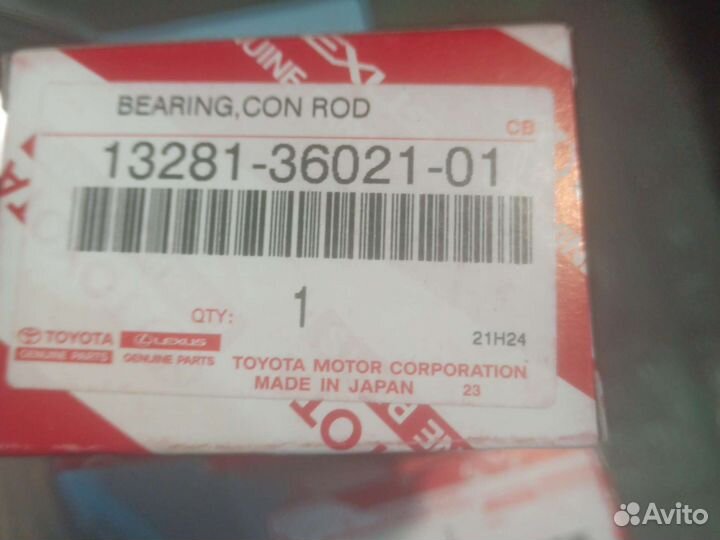 BEARING,CON ROD
CB
13281-36021-01
QTY: 1
21H24
TOYOTA LEXUS
GENUINE PARTS GENUINE PARTS
TOYOTA MOTOR CORPORATION
MADE IN JAPAN 23
Avito